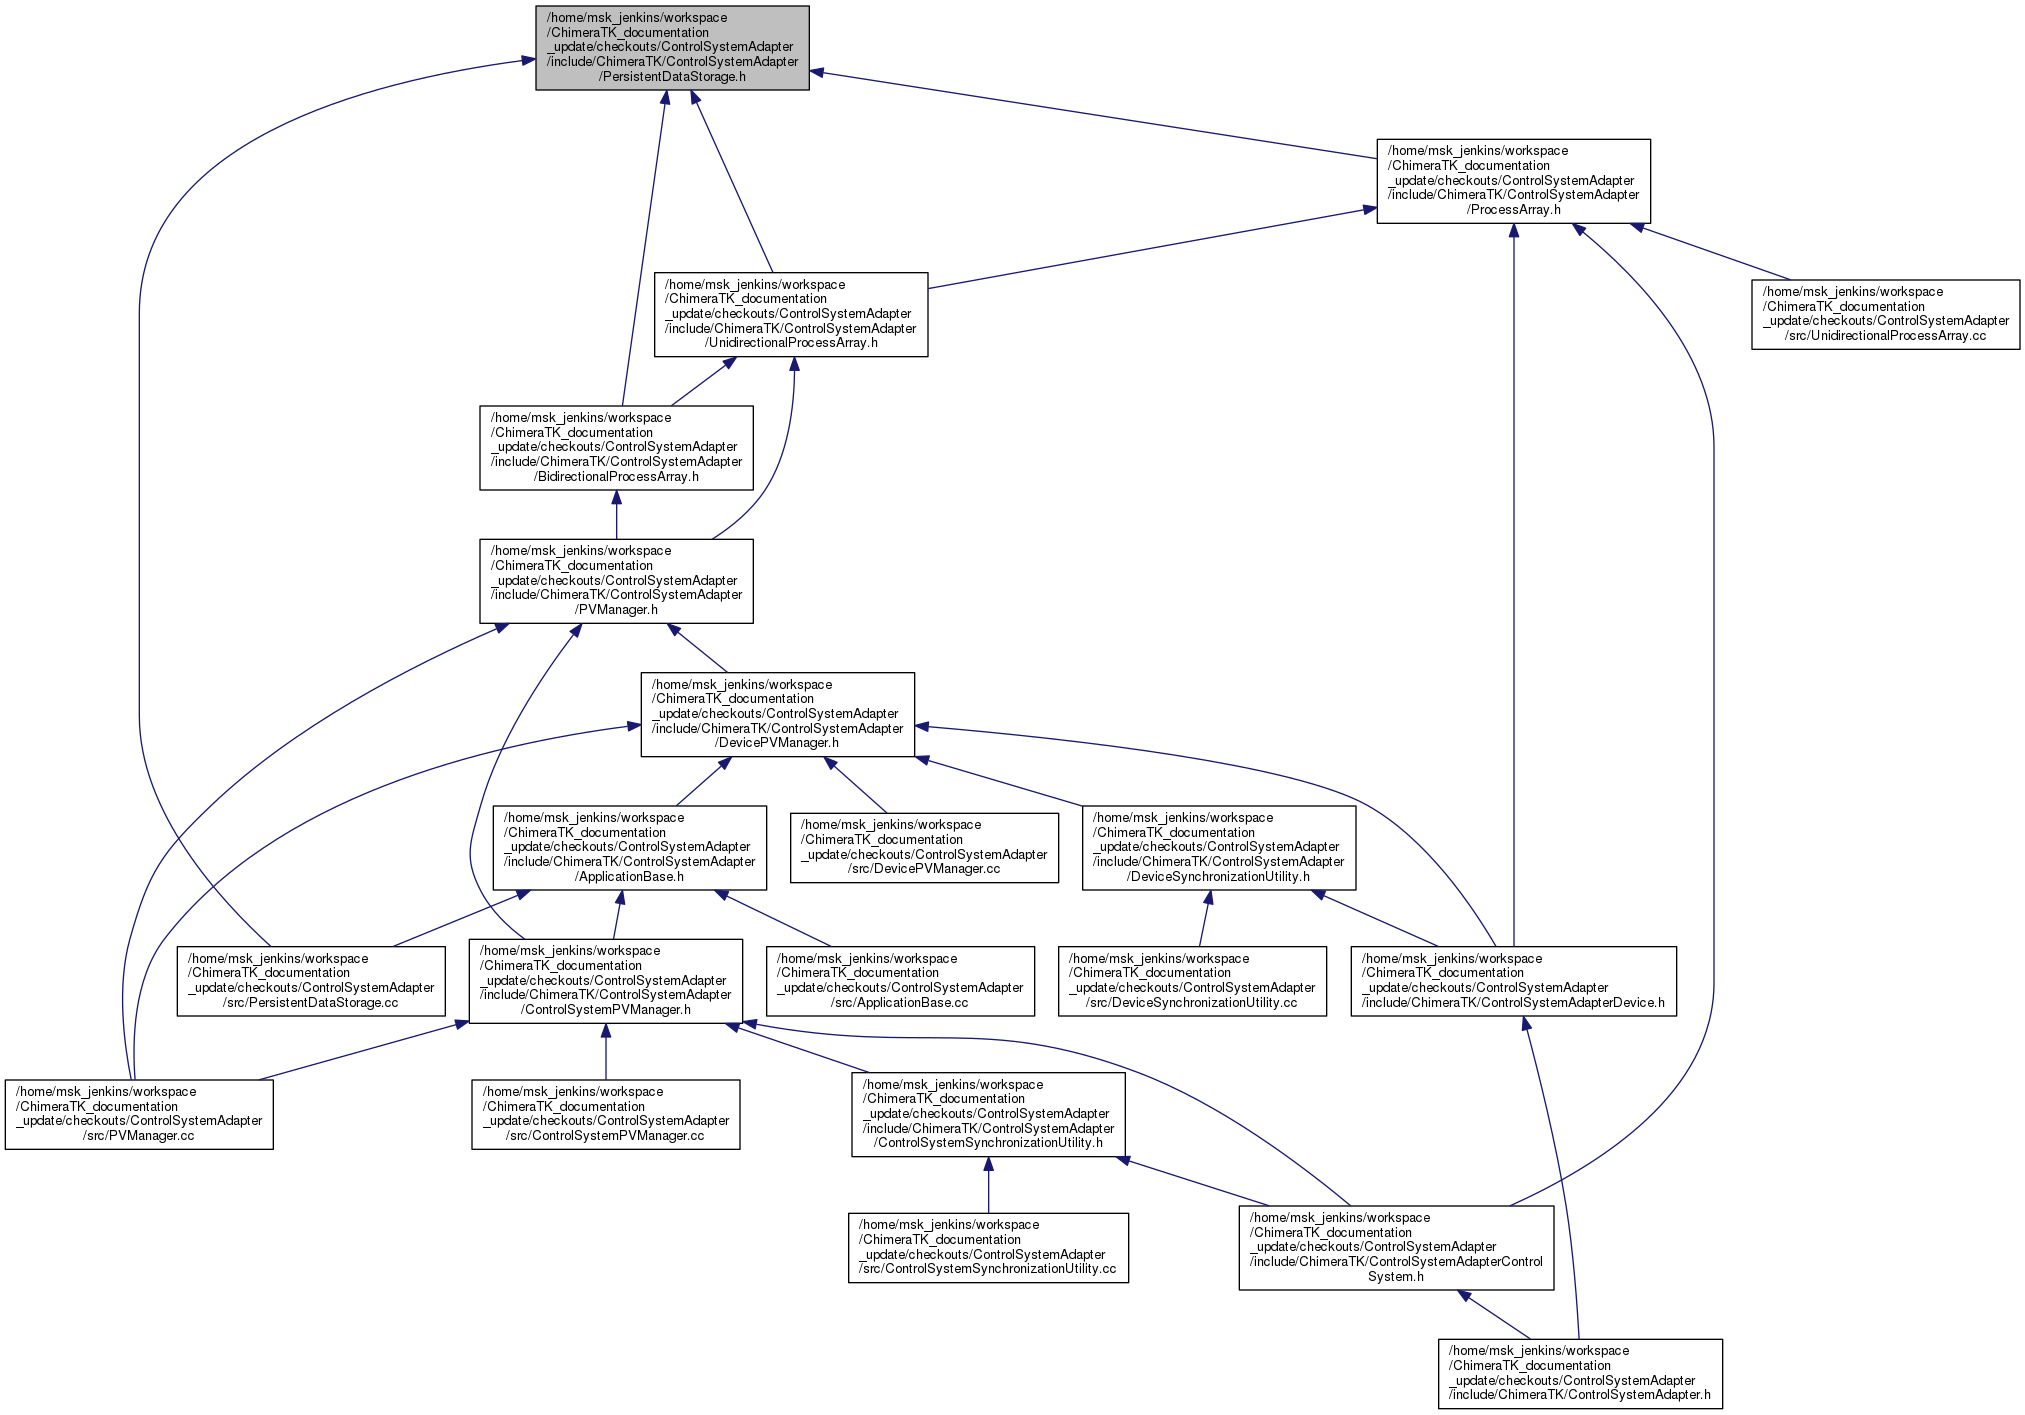 /home/msk_jenkins/workspace
/ChimeraTK_documentation
_update/checkouts/ControlSystemAdapter
/include/ChimeraTK/ControlSystemAdapter
/PersistentDataStorage.h
/home/msk_jenkins/workspace
/ChimeraTK_documentation
_update/checkouts/ControlSystemAdapter
/include/ChimeraTK/ControlSystemAdapter
/ProcessArray.h
/home/msk_jenkins/workspace
/ChimeraTK_documentation
_update/checkouts/ControlSystemAdapter
/include/ChimeraTK/ControlSystemAdapter
/UnidirectionalProcessArray.h
/home/msk_jenkins/workspace
/ChimeraTK_documentation
_update/checkouts/ControlSystemAdapter
/src/UnidirectionalProcessArray.cc
/home/msk_jenkins/workspace
/ChimeraTK_documentation
_update/checkouts/ControlSystemAdapter
/include/ChimeraTK/ControlSystemAdapter
/BidirectionalProcessArray.h
/home/msk_jenkins/workspace
/ChimeraTK_documentation
_update/checkouts/ControlSystemAdapter
/include/ChimeraTK/ControlSystemAdapter
/PVManager.h
/home/msk_jenkins/workspace
/ChimeraTK_documentation
_update/checkouts/ControlSystemAdapter
/include/ChimeraTK/ControlSystemAdapter
/DevicePVManager.h
/home/msk_jenkins/workspace
/ChimeraTK_documentation
_update/checkouts/ControlSystemAdapter
/include/ChimeraTK/ControlSystemAdapter
/ApplicationBase.h
/home/msk_jenkins/workspace
/ChimeraTK_documentation
_update/checkouts/ControlSystemAdapter
/src/DevicePVManager.cc
/home/msk_jenkins/workspace
/ChimeraTK_documentation
_update/checkouts/ControlSystemAdapter
/include/ChimeraTK/ControlSystemAdapter
/DeviceSynchronizationUtility.h
/home/msk_jenkins/workspace
/ChimeraTK_documentation
_update/checkouts/ControlSystemAdapter
/src/PersistentDataStorage.cc
/home/msk_jenkins/workspace
/ChimeraTK_documentation
_update/checkouts/ControlSystemAdapter
/include/ChimeraTK/ControlSystemAdapter
/ControlSystemPVManager.h
/home/msk_jenkins/workspace
/ChimeraTK_documentation
_update/checkouts/ControlSystemAdapter
/src/ApplicationBase.cc
/home/msk_jenkins/workspace
/ChimeraTK_documentation
_update/checkouts/ControlSystemAdapter
/src/DeviceSynchronizationUtility.cc
/home/msk_jenkins/workspace
/ChimeraTK_documentation
_update/checkouts/ControlSystemAdapter
/include/ChimeraTK/ControlSystemAdapterDevice.h
/home/msk_jenkins/workspace
/ChimeraTK_documentation
_update/checkouts/ControlSystemAdapter
/src/PVManager.cc
/home/msk_jenkins/workspace
/ChimeraTK_documentation
_update/checkouts/ControlSystemAdapter
/src/ControlSystemPVManager.cc
/home/msk_jenkins/workspace
/ChimeraTK_documentation
_update/checkouts/ControlSystemAdapter
/include/ChimeraTK/ControlSystemAdapter
/ControlSystemSynchronizationUtility.h
/home/msk_jenkins/workspace
/ChimeraTK_documentation
_update/checkouts/ControlSystemAdapter
/src/ControlSystemSynchronizationUtility.cc
/home/msk_jenkins/workspace
/ChimeraTK_documentation
_update/checkouts/ControlSystemAdapter
/include/ChimeraTK/ControlSystemAdapterControl
System.h
/home/msk_jenkins/workspace
/ChimeraTK_documentation
_update/checkouts/ControlSystemAdapter
/include/ChimeraTK/ControlSystemAdapter.h